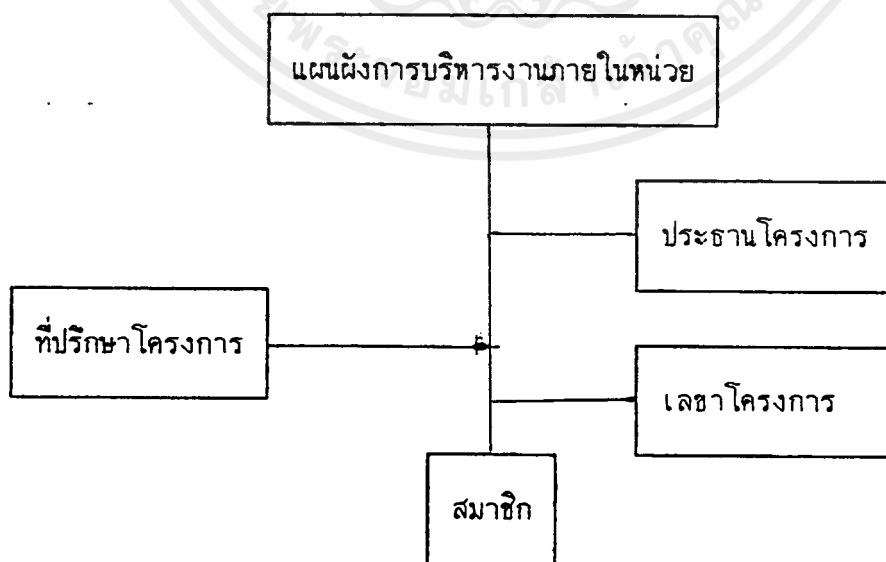 แผนผังการบริหารงานภายในหน่วย
ประธานโครงการ
ที่ปรึกษาโครงการ
เลขาโครงการ
สมาชิก